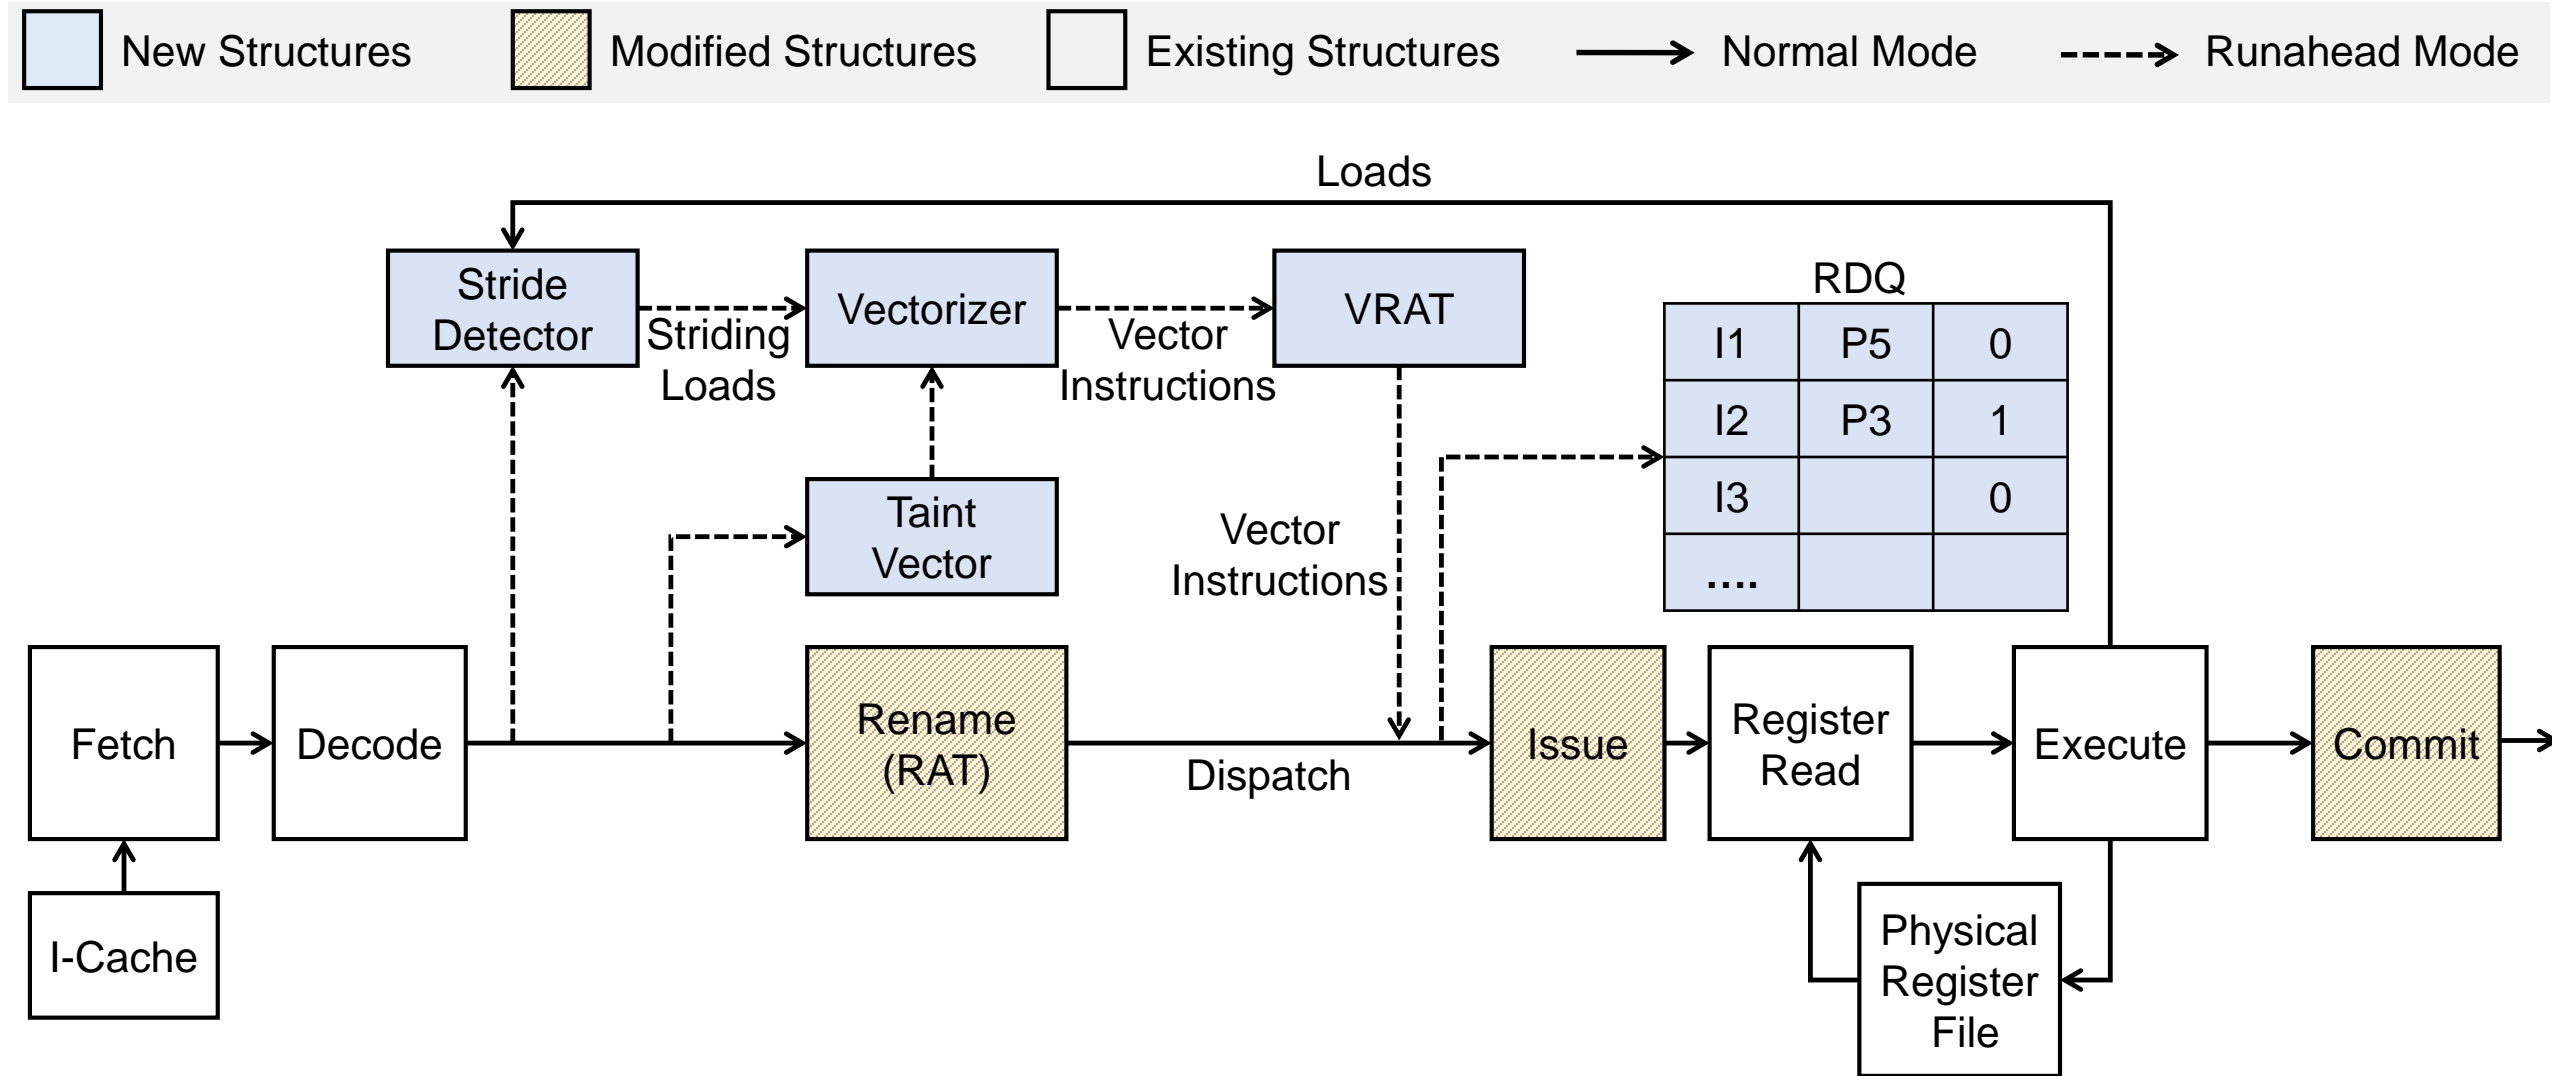 New Structures
Modified Structures
Existing Structures
Normal Mode
Runahead Mode
Loads
Stride
Detector
Striding
Loads
Vectorizer
Vector
Instructions
VRAT
RDQ
I1 P5 0
I2 P3 1
I3 0
....
Taint
Vector
Vector
Instructions
Fetch
Decode
Rename
(RAT)
Dispatch
Issue
Register
Read
Execute
Commit
I-Cache
Physical
Register
File